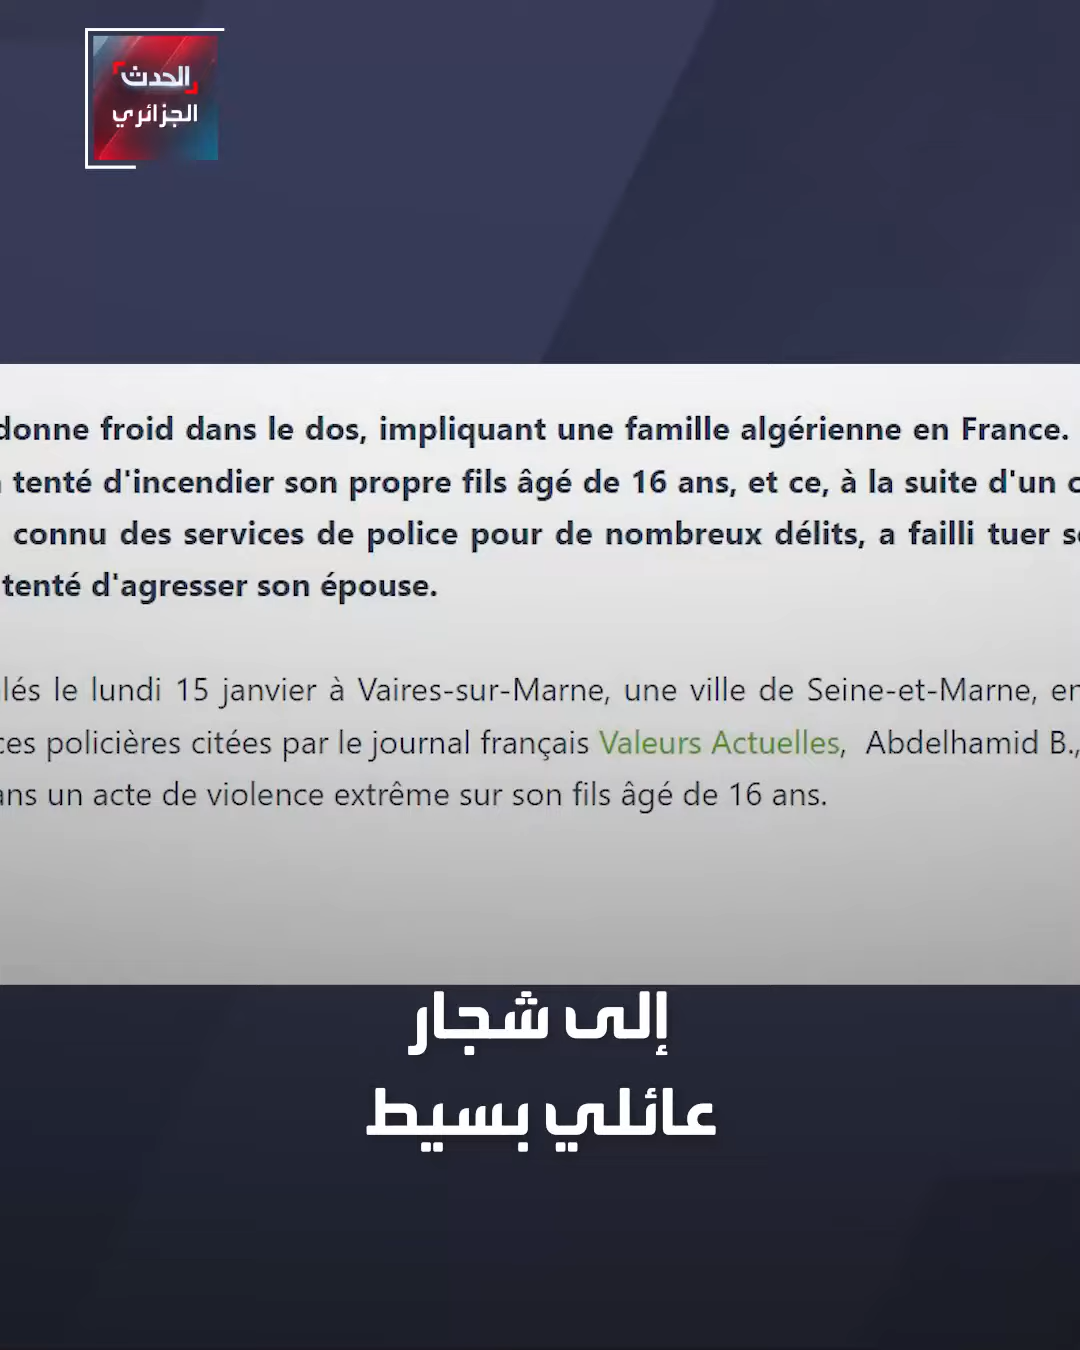 الحدث
الجزائري
donne froid dans le dos, impliquant une famille algérienne en France.
tenté d'incendier son propre fils âgé de 16 ans, et ce, à la suite d'un
connu des services de police pour de nombreux délits, a failli tuer
tenté d'agresser son épouse.
le lundi 15 janvier à Vaires-sur-Marne, une ville de Seine-et-Marne,
policières citées par le journal français Valeurs Actuelles, Abdelhamid B.,
un acte de violence extrême sur son fils âgé de 16 ans.
إلى شجار
عائلي بسيط